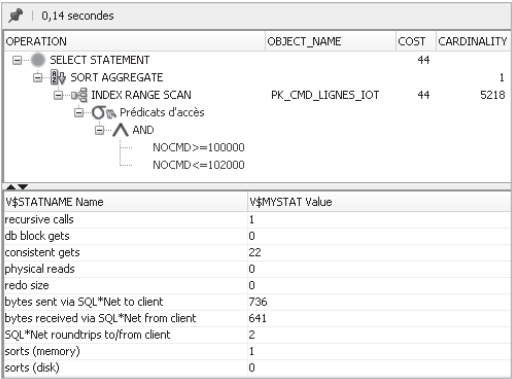 0,14 secondes
OPERATION OBJECT_NAME COST CARDINALITY
SELECT STATEMENT 44
SORT AGGREGATE 1
INDEX RANGE SCAN PK_CMD_LIGNES_IOT 44 5218
Prédicats d'accès
AND
NOCMD>=100000
NOCMD<=102000
V$STATNAME Name V$MYSTAT Value
recursive calls 1
db block gets 0
consistent gets 22
physical reads 0
redo size 0
bytes sent via SQL*Net to client 736
bytes received via SQL*Net from client 641
SQL*Net roundtrips to/from client 2
sorts (memory) 1
sorts (disk) 0